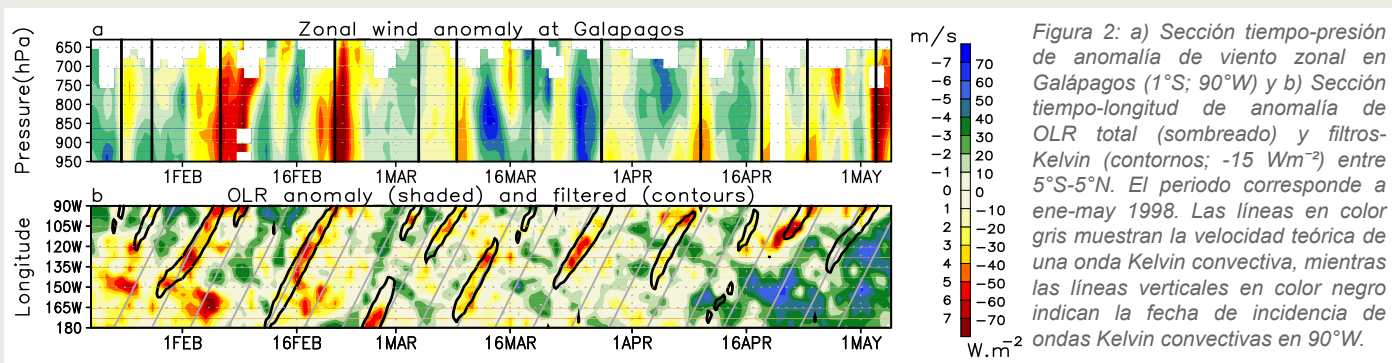 a
Zonal wind anomaly at Galapagos
Pressure(hPa)
650
700
750
800
850
900
950
1FEB
16FEB
1MAR
16MAR
1APR
16APR
1MAY
b
OLR anomaly (shaded) and filtered (contours)
Longitude
90W
105W
120W
135W
150W
165W
180
1FEB
16FEB
1MAR
16MAR
1APR
16APR
1MAY
m/s
-7 70
-6 60
-5 50
-4 40
-3 30
-2 20
-1 10
0 0
1 -10
2 -20
3 -30
4 -40
5 -50
6 -60
7 -70
W.m⁻²
Figura 2: a) Sección tiempo-presión
de anomalía de viento zonal en
Galápagos (1°S; 90°W) y b) Sección
tiempo-longitud de anomalía de
OLR total (sombreado) y filtros-
Kelvin (contornos; -15 Wm⁻²) entre
5°S-5°N. El periodo corresponde a
ene-may 1998. Las líneas en color
gris muestran la velocidad teórica de
una onda Kelvin convectiva, mientras
las líneas verticales en color negro
indican la fecha de incidencia de
ondas Kelvin convectivas en 90°W.